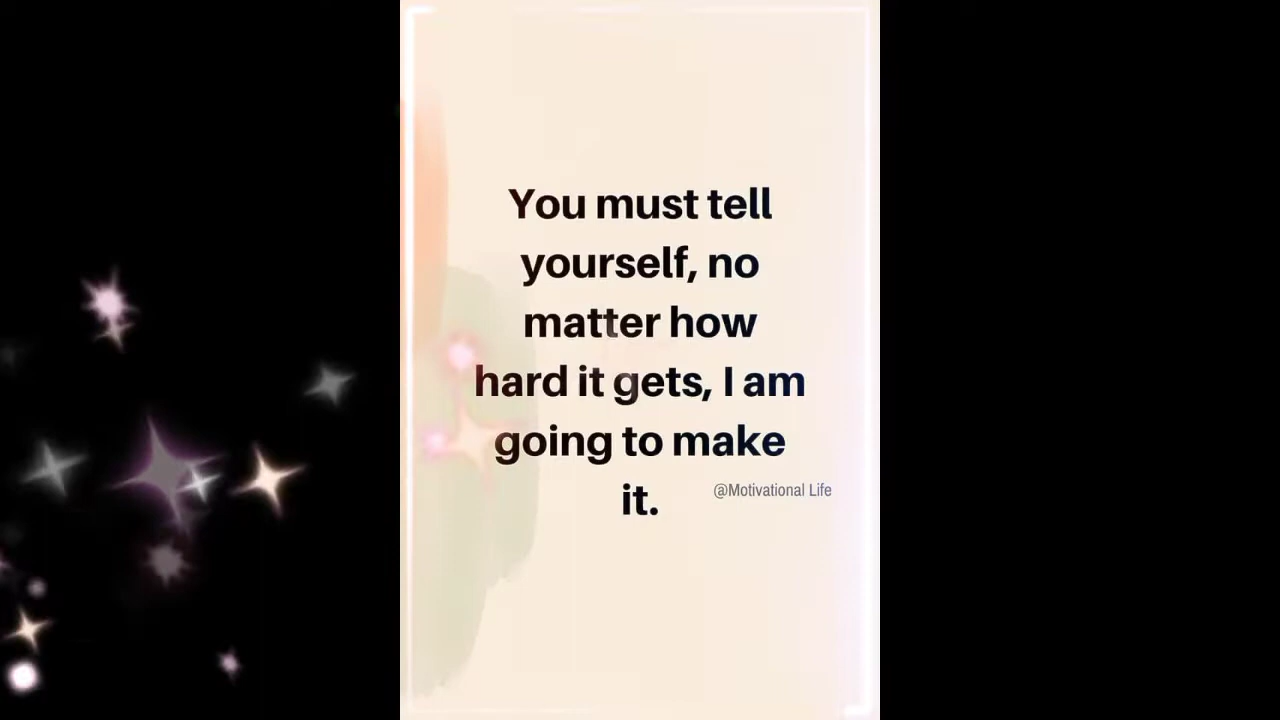 You must tell
yourself, no
matter how
hard it gets, I am
going to make
it.
@Motivational Life